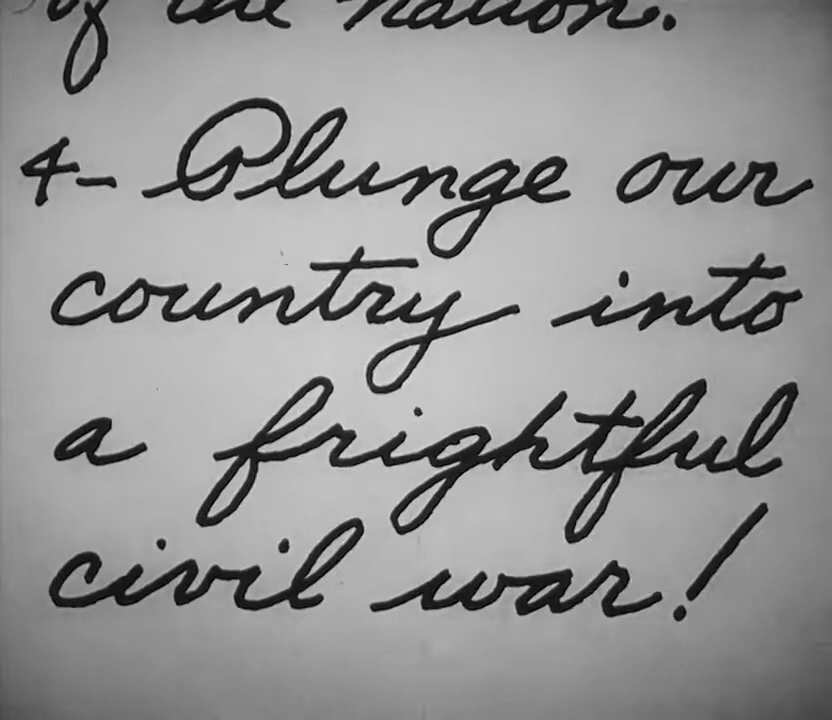 of the nation.
4- Plunge our
country into
a frightful
civil war!